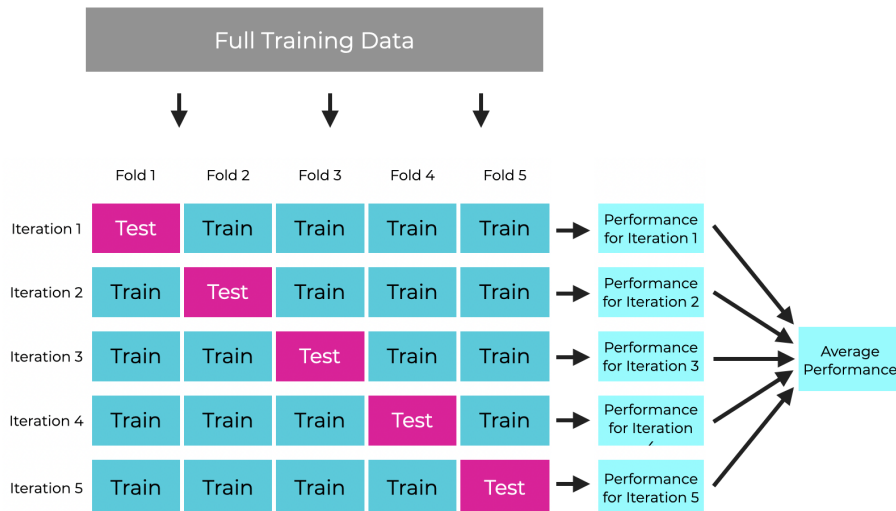 Full Training Data
Fold 1 Fold 2 Fold 3 Fold 4 Fold 5
Iteration 1 Test Train Train Train Train
Performance
for Iteration 1
Iteration 2 Train Test Train Train Train
Performance
for Iteration 2
Iteration 3 Train Train Test Train Train
Performance
for Iteration 3
Average
Performance
Iteration 4 Train Train Train Test Train
Performance
for Iteration
Iteration 5 Train Train Train Train Test
Performance
for Iteration 5